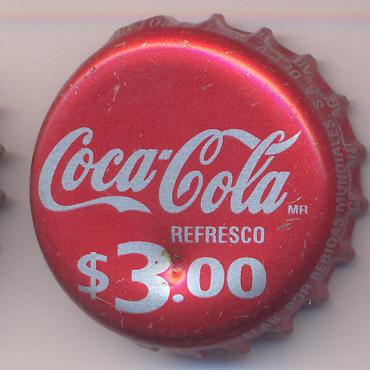 Coca-Cola MR
REFRESCO
$3.00
POR BEBIDAS MUNDIALES S.A. DE C.V.